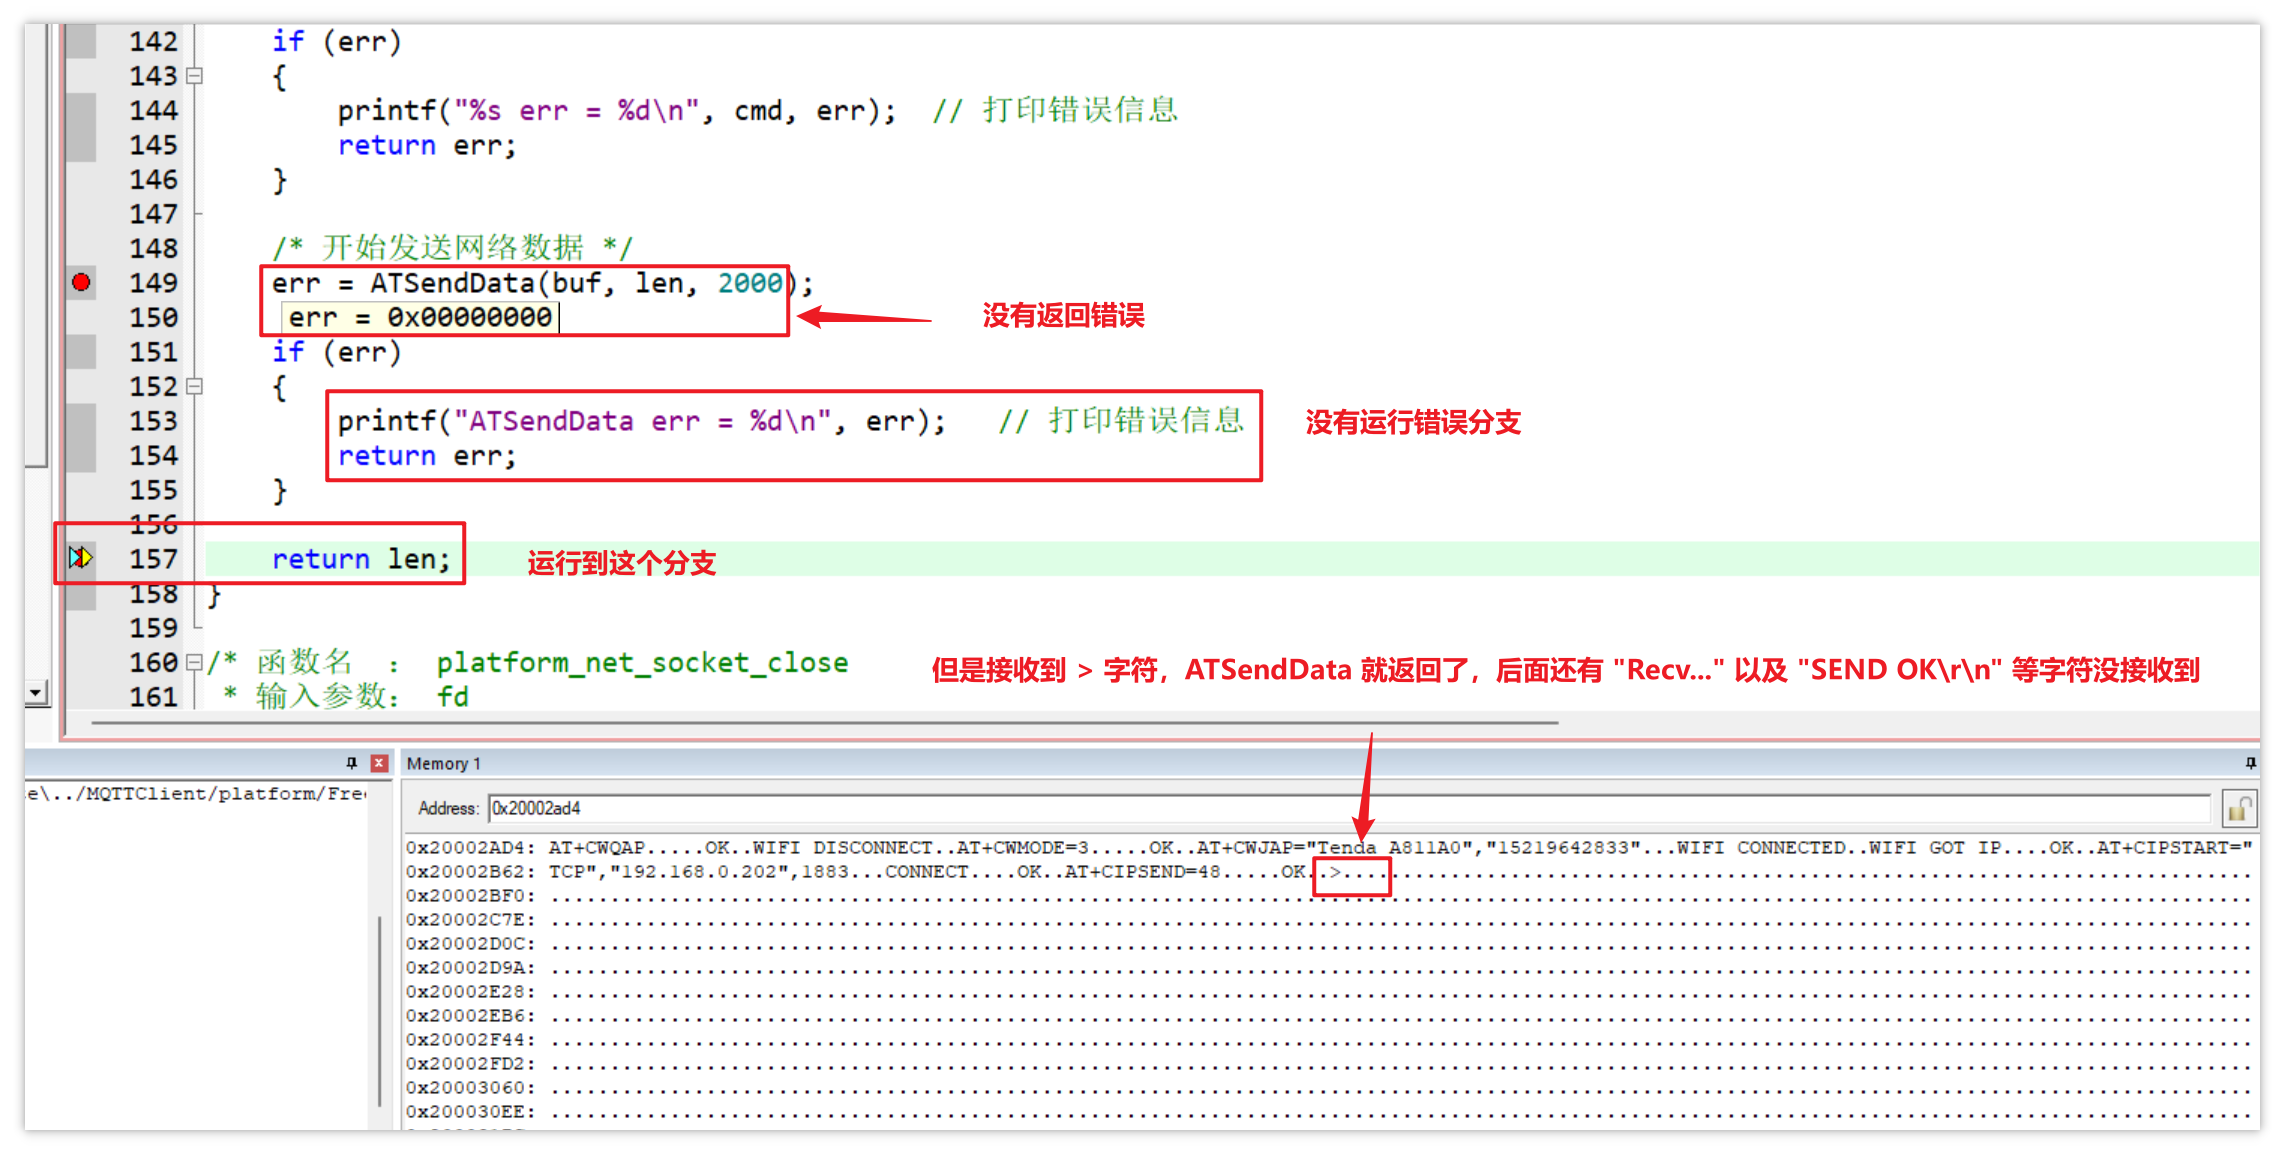 142 if (err)
143 {
144 printf("%s err = %d\n", cmd, err); // 打印错误信息
145 return err;
146 }
147
148 /* 开始发送网络数据 */
149 err = ATSendData(buf, len, 2000);
150 err = 0x00000000
没有返回错误
151 if (err)
152 {
153 printf("ATSendData err = %d\n", err); // 打印错误信息
没有运行错误分支
154 return err;
155 }
156
157 return len;
运行到这个分支
158 }
159
160 /* 函数名 : platform_net_socket_close
但是接收到 > 字符，ATSendData 就返回了，后面还有 "Recv..." 以及 "SEND OK\r\n" 等字符没接收到
161 * 输入参数: fd
Memory 1
e\../MQTTClient/platform/Fre
Address: 0x20002ad4
0x20002AD4: AT+CWQAP.....OK..WIFI DISCONNECT..AT+CWMODE=3.....OK..AT+CWJAP="Tenda_A811A0","15219642833"...WIFI CONNECTED..WIFI GOT IP....OK..AT+CIPSTART="
0x20002B62: TCP","192.168.0.202",1883...CONNECT....OK..AT+CIPSEND=48.....OK..>....
0x20002BF0:
0x20002C7E:
0x20002D0C:
0x20002D9A:
0x20002E28:
0x20002EB6:
0x20002F44:
0x20002FD2:
0x20003060:
0x200030EE: